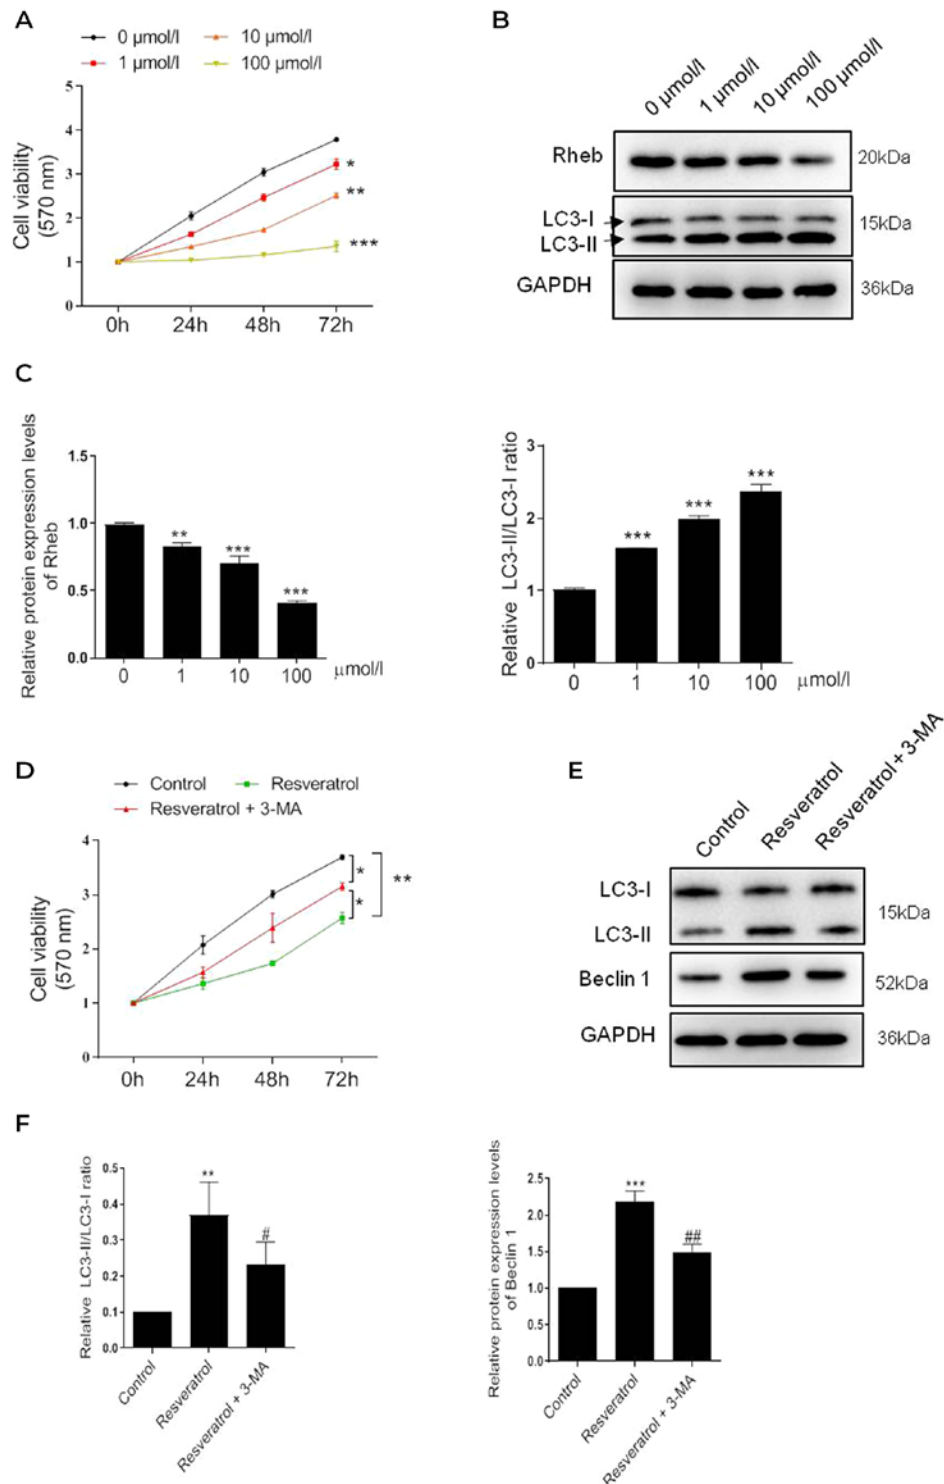 A
0 µmol/l
10 µmol/l
1 µmol/l
100 µmol/l
Cell viability
(570 nm)
5
4
3
2
1
0
*
**
***
0h 24h 48h 72h
B
0 µmol/l 1 µmol/l 10 µmol/l 100 µmol/l
Rheb
20kDa
LC3-I
15kDa
LC3-II
GAPDH
36kDa
C
Relative protein expression levels
of Rheb
1.5
1.0
0.5
0.0
**
***
***
0 1 10 100 µmol/l
Relative LC3-II/LC3-I ratio
3
2
1
0
***
***
***
0 1 10 100 µmol/l
D
Control
Resveratrol
Resveratrol + 3-MA
Cell viability
(570 nm)
4
3
2
1
0
*
*
**
0h 24h 48h 72h
E
Control Resveratrol Resveratrol + 3-MA
LC3-I
15kDa
LC3-II
Beclin 1
52kDa
GAPDH
36kDa
F
Relative LC3-II/LC3-I ratio
0.5
0.4
0.3
0.2
0.1
0.0
**
#
Control Resveratrol Resveratrol + 3-MA
Relative protein expression levels
of Beclin 1
2.5
2.0
1.5
1.0
0.5
0.0
***
##
Control Resveratrol Resveratrol + 3-MA